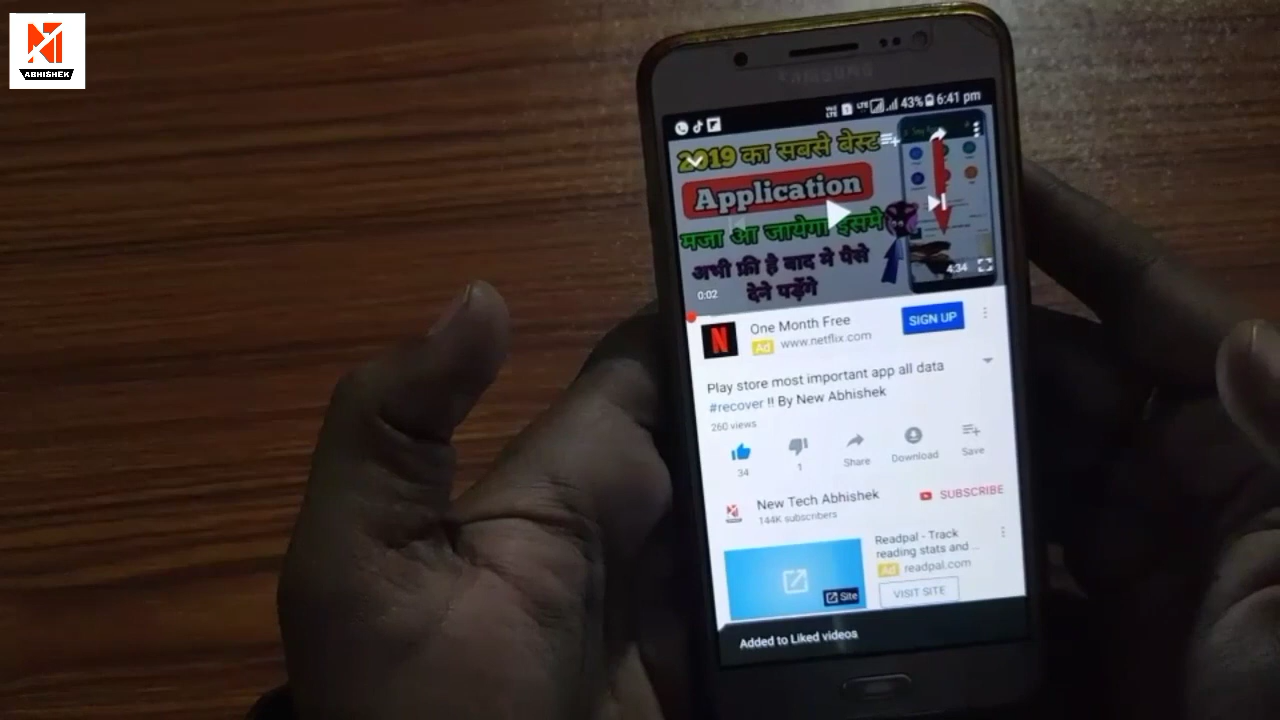 ABHISHEK
SAMSUNG
43% 6:41 pm
2019 का सबसे बेस्ट
Application
मजा आ जायेगा इसमे
अभी फ्री है बाद मे पैसे
देने पड़ेंगे
0:02
4:34
One Month Free
Ad www.netflix.com
SIGN UP
Play store most important app all data
#recover !! By New Abhishek
260 views
34
1
Share
Download
Save
New Tech Abhishek
144K subscribers
SUBSCRIBE
Readpal - Track
reading stats and ...
Ad readpal.com
Site
VISIT SITE
Added to Liked videos